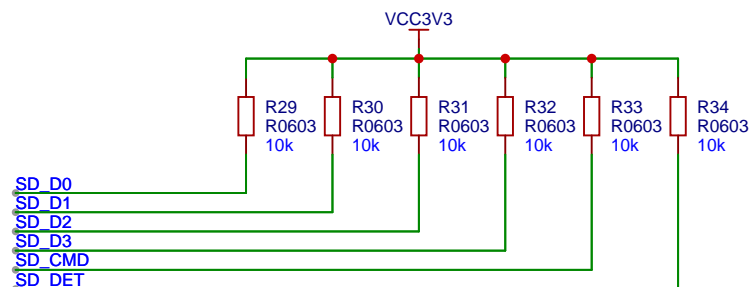 VCC3V3
R29 R30 R31 R32 R33 R34
R0603 R0603 R0603 R0603 R0603 R0603
10k 10k 10k 10k 10k 10k
SD_D0
SD_D1
SD_D2
SD_D3
SD_CMD
SD_DET